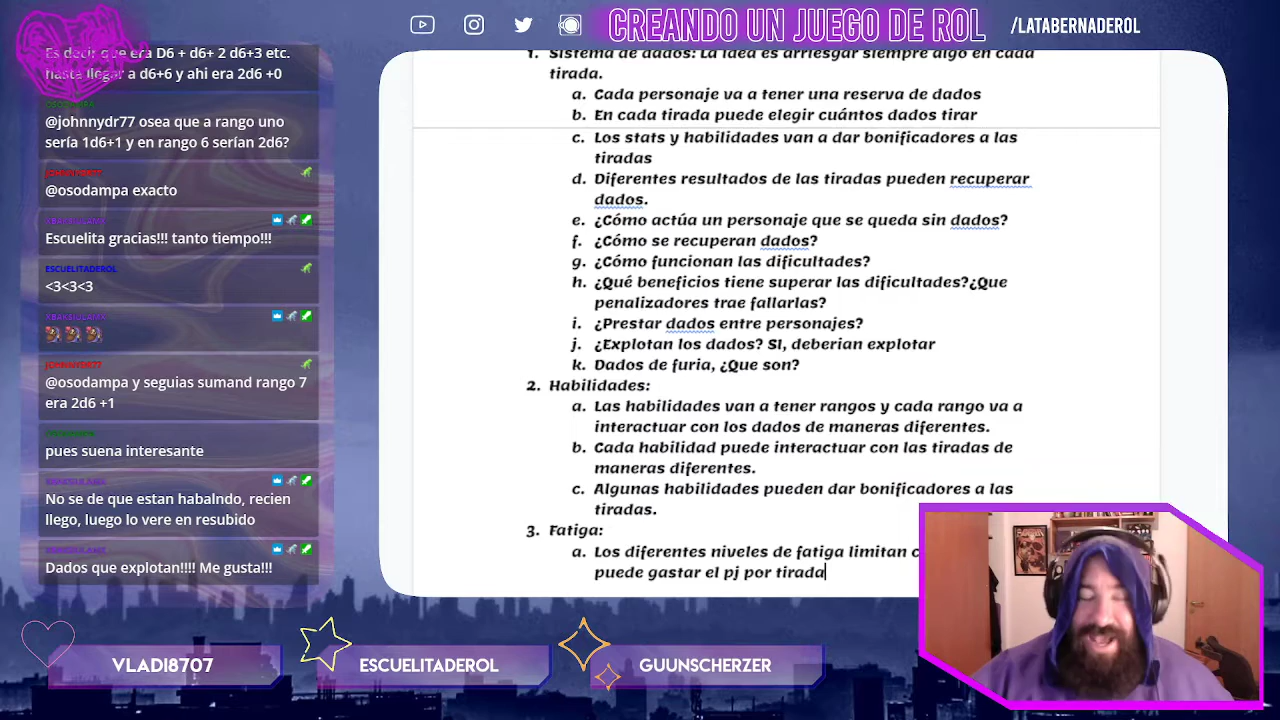 CREANDO UN JUEGO DE ROL
/LATABERNADEROL
Es decir que era D6 + d6+ 2 d6+3 etc.
hasta llegar a d6+6 y ahi era 2d6 +0
OSODAMPA
@johnnydr77 osea que a rango uno
sería 1d6+1 y en rango 6 serían 2d6?
JOHNNYDR77
@osodampa exacto
XBAKSIULAMX
Escuelita gracias!!! tanto tiempo!!!
ESCUELITADEROL
<3<3<3
XBAKSIULAMX
JOHNNYDR77
@osodampa y seguias sumand rango 7
era 2d6 +1
OSODAMPA
pues suena interesante
XBAKSIULAMX
No se de que estan habalndo, recien
llego, luego lo vere en resubido
XBAKSIULAMX
Dados que explotan!!!! Me gusta!!!
1. Sistema de dados: La idea es arriesgar siempre algo en cada
tirada.
a. Cada personaje va a tener una reserva de dados
b. En cada tirada puede elegir cuántos dados tirar
c. Los stats y habilidades van a dar bonificadores a las
tiradas
d. Diferentes resultados de las tiradas pueden recuperar
dados.
e. ¿Cómo actúa un personaje que se queda sin dados?
f. ¿Cómo se recuperan dados?
g. ¿Cómo funcionan las dificultades?
h. ¿Qué beneficios tiene superar las dificultades?¿Que
penalizadores trae fallarlas?
i. ¿Prestar dados entre personajes?
j. ¿Explotan los dados? SI, deberian explotar
k. Dados de furia, ¿Que son?
2. Habilidades:
a. Las habilidades van a tener rangos y cada rango va a
interactuar con los dados de maneras diferentes.
b. Cada habilidad puede interactuar con las tiradas de
maneras diferentes.
c. Algunas habilidades pueden dar bonificadores a las
tiradas.
3. Fatiga:
a. Los diferentes niveles de fatiga limitan
puede gastar el pj por tirada
VLADI8707
ESCUELITADEROL
GUUNSCHERZER